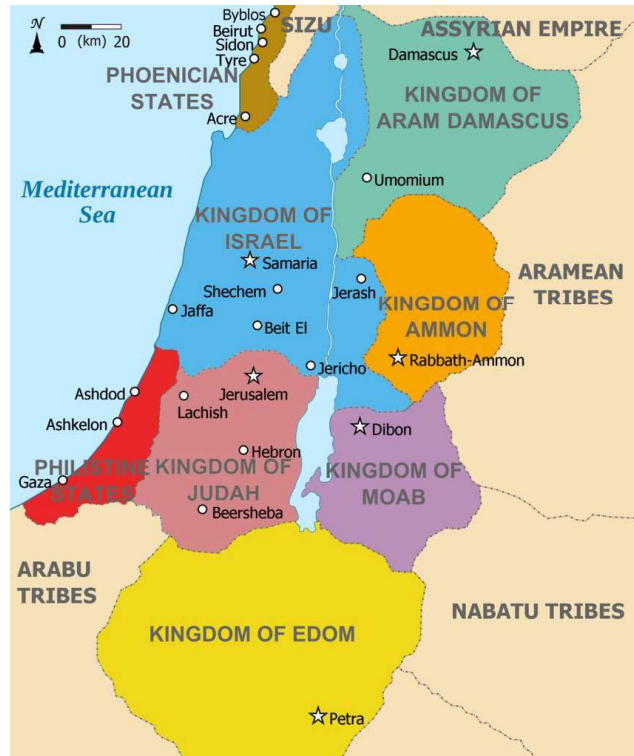 Byblos
Beirut
SIZU
ASSYRIAN EMPIRE
N
0 (km) 20
Sidon
Tyre
Damascus
PHOENICIAN
STATES
KINGDOM OF
ARAM DAMASCUS
Acre
Umomium
Mediterranean
Sea
KINGDOM OF
ISRAEL
Samaria
ARAMEAN
TRIBES
Shechem
Jerash
KINGDOM OF
AMMON
Jaffa
Beit El
Rabbath-Ammon
Jericho
Jerusalem
Ashdod
Lachish
Ashkelon
Dibon
Hebron
PHILISTINE
STATES
KINGDOM OF
JUDAH
KINGDOM OF
MOAB
Gaza
Beersheba
ARABU
TRIBES
NABATU TRIBES
KINGDOM OF EDOM
Petra